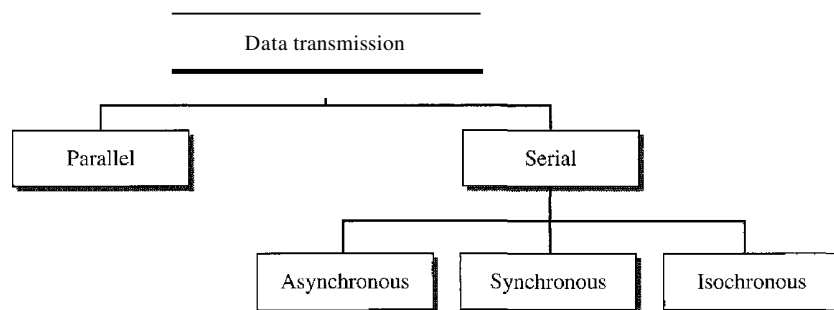 Data transmission
Parallel
Serial
Asynchronous
Synchronous
Isochronous